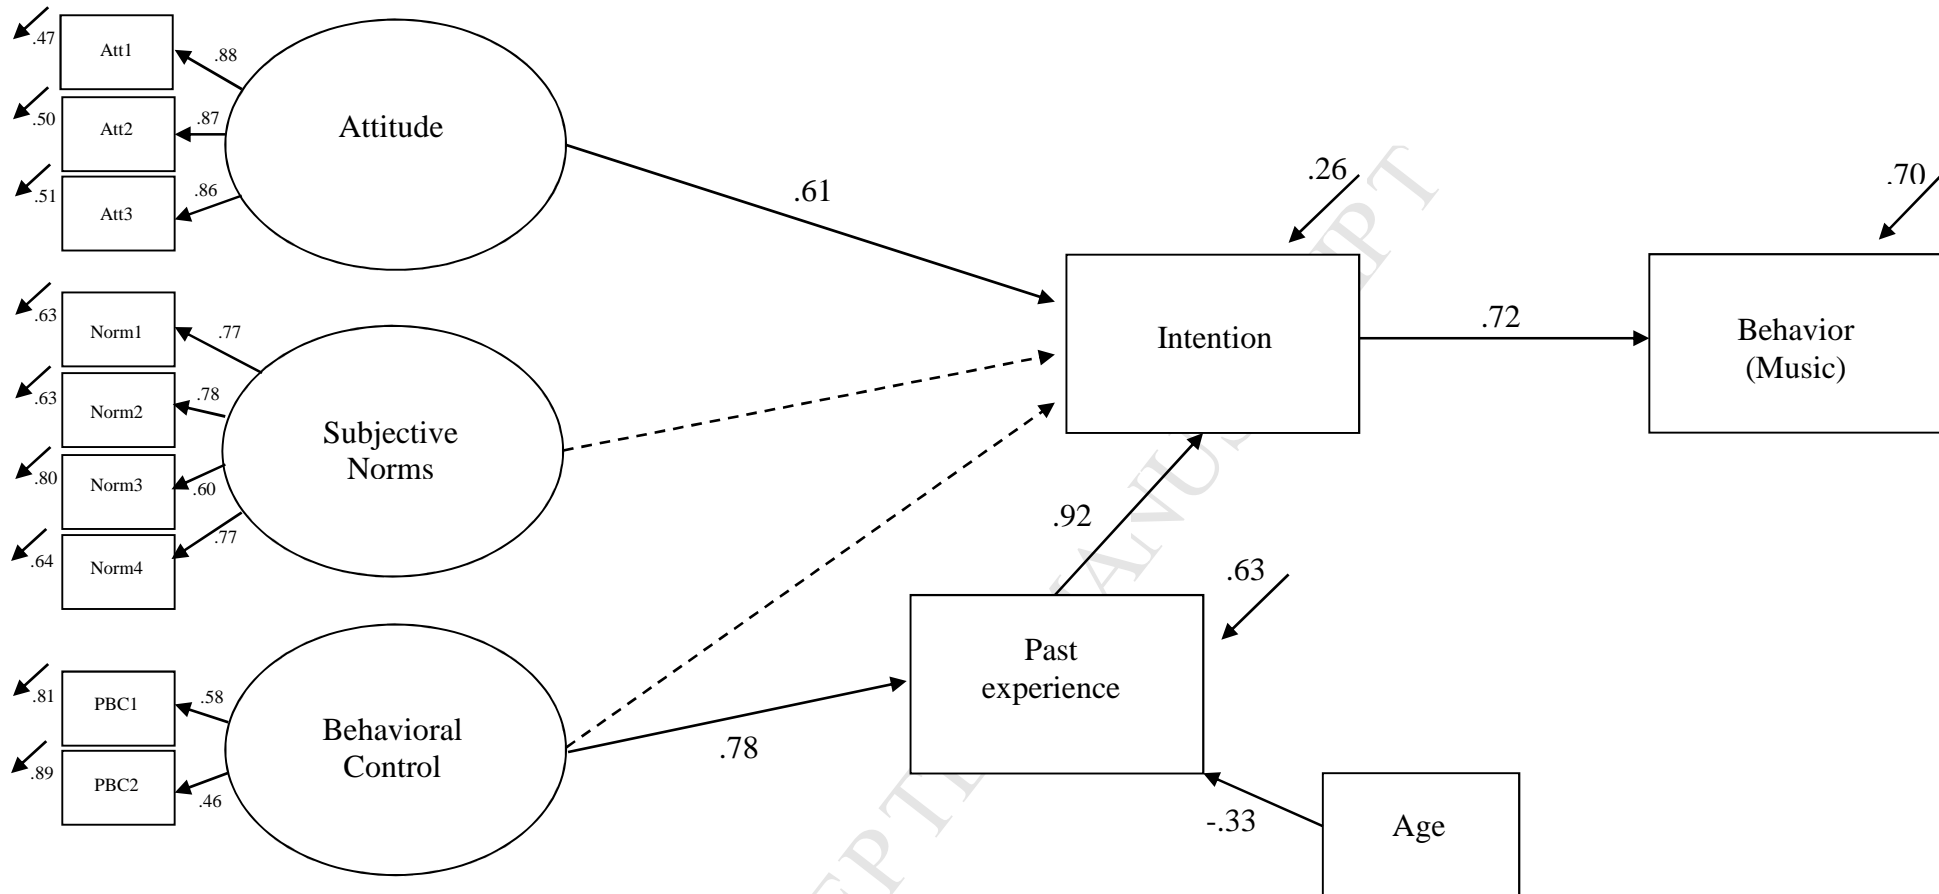 .47
Att1
.88
.50
Att2
.87
.51
Att3
.86
Attitude
.61
.26
.70
.63
Norm1
.77
.63
Norm2
.78
.80
Norm3
.60
.64
Norm4
.77
Subjective
Norms
Intention
.72
Behavior
(Music)
.92
.63
.81
PBC1
.58
.89
PBC2
.46
Behavioral
Control
.78
Past
experience
-.33
Age